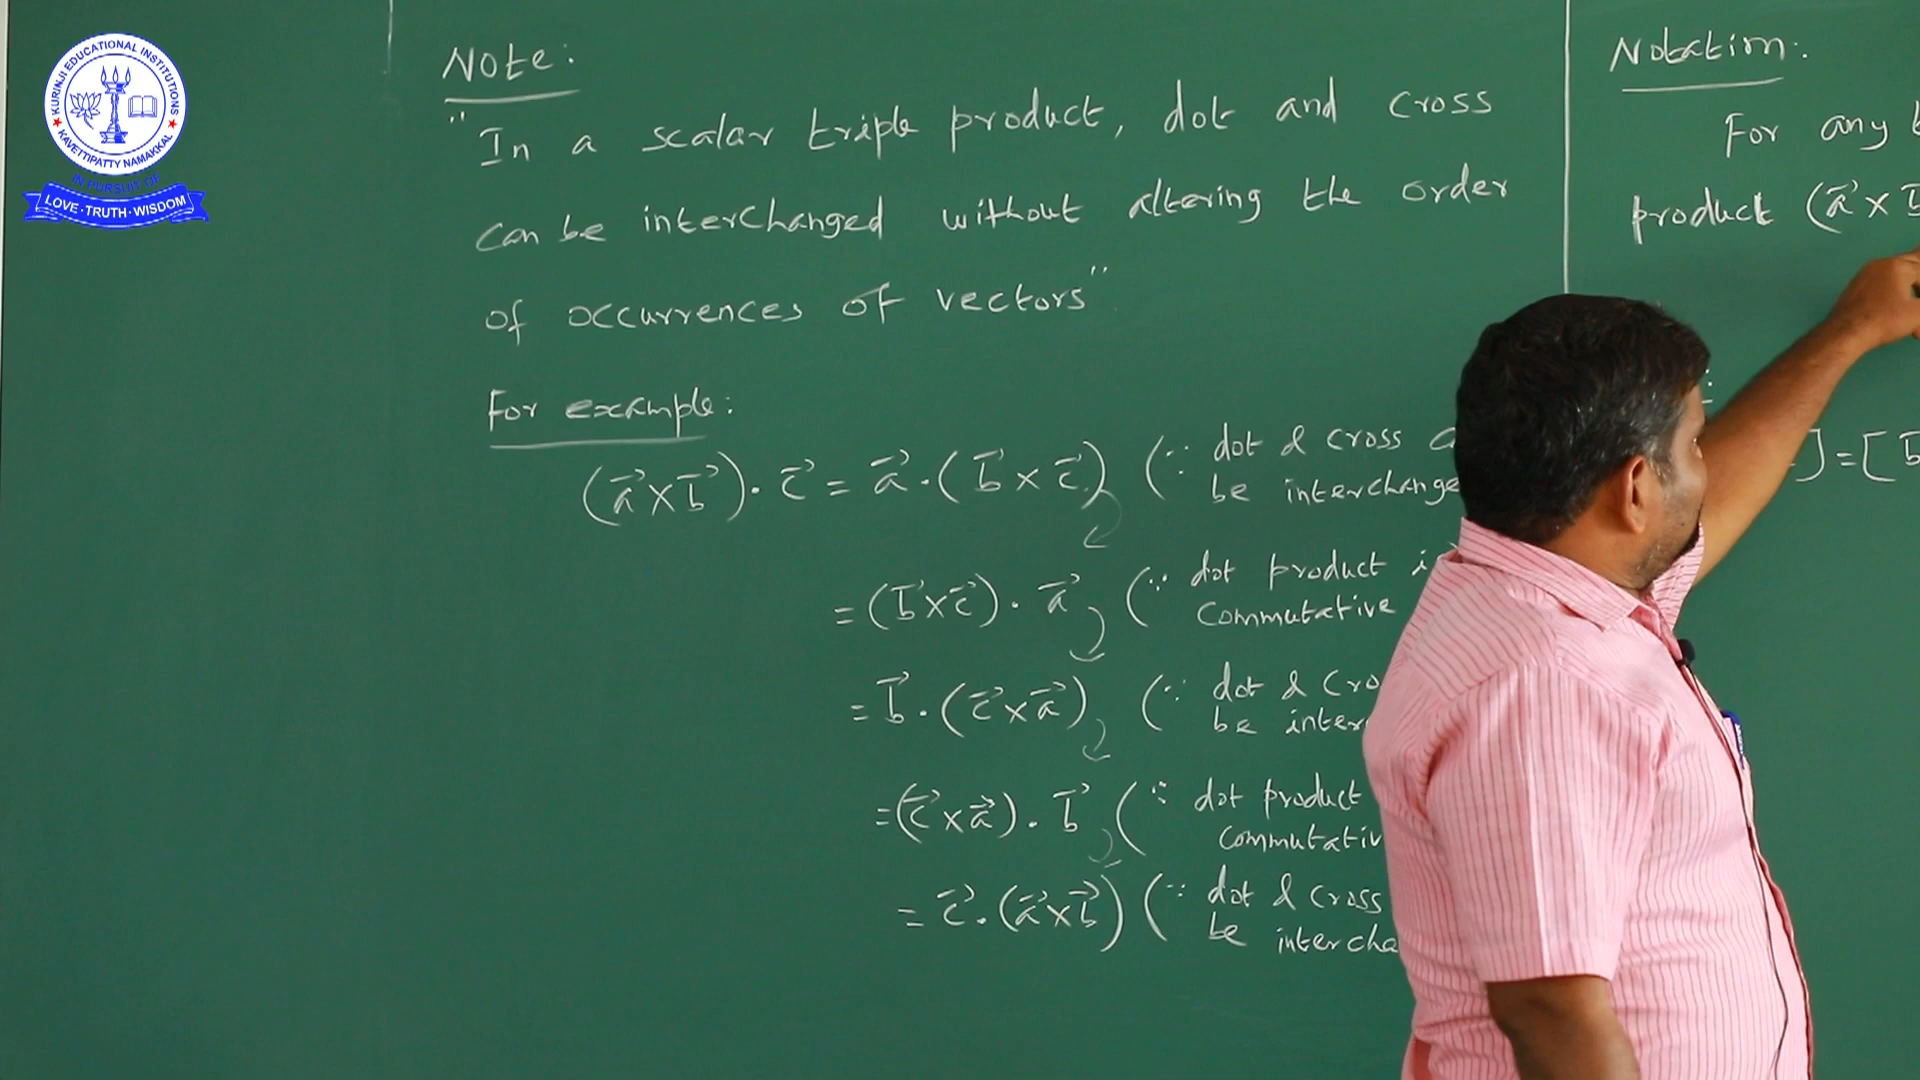 KURINJI EDUCATIONAL INSTITUTIONS
KAVETTIPATTY NAMAKKAL
IN PURSUIT OF
LOVE · TRUTH · WISDOM
Note:
"In a scalar triple product, dot and cross
can be interchanged without altering the order
of occurrences of vectors"
For example:
(a⃗ × b⃗) · c⃗ = a⃗ · (b⃗ × c⃗) (∵ dot & cross
be interchange
= (b⃗ × c⃗) · a⃗ (∵ dot product
commutative
= b⃗ · (c⃗ × a⃗) (∵ dot & cro
be inter
= (c⃗ × a⃗) · b⃗ (∵ dot product
commutativ
= c⃗ · (a⃗ × b⃗) (∵ dot & cross
be intercha
Notation:
For any
product (a⃗ ×
] = [b